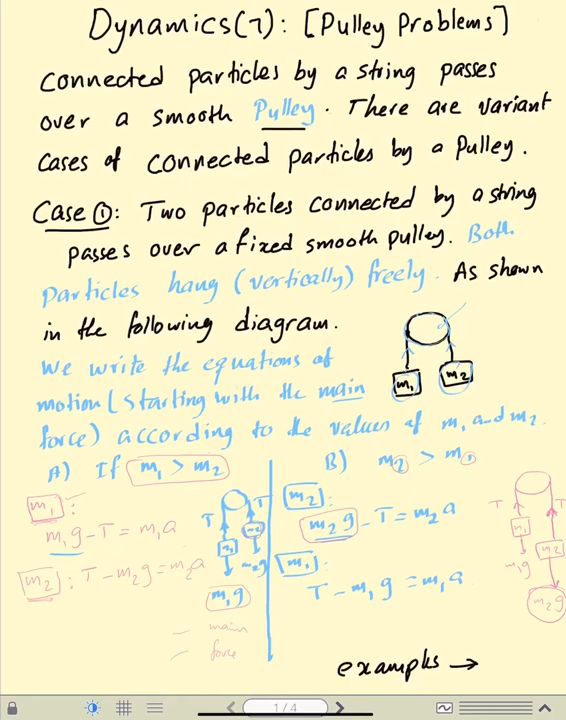 Dynamics(7): [Pulley Problems]
Connected particles by a string passes
over a smooth Pulley. There are variant
Cases of connected particles by a Pulley.
Case ①: Two particles connected by a string
passes over a fixed smooth pulley. Both
Particles hang (vertically) freely. As shown
in the following diagram.
m₁ m₂
We write the equations of
motion (starting with the main
force) according to the values of m, and m₂.
A) If m₁ > m₂
m₁:
m₁g - T = m₁a
m₂: T - m₂g = m₂a
T T
m₁ m₂
m₂g
m₁g
— main
— force
B) m₂ > m₁
m₂:
m₂g - T = m₂a
m₁:
T - m₁g = m₁a
T T
m₁ m₂
m₁g
m₂g
examples →
1 / 4